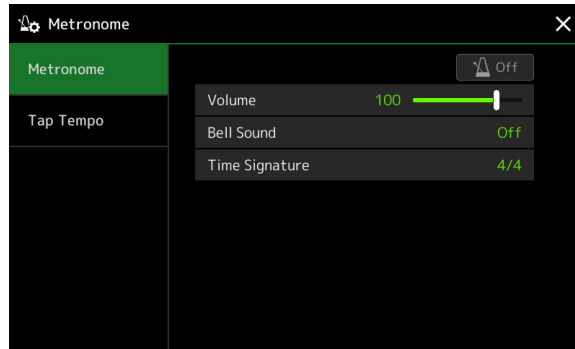 Metronome
Metronome
Off
Volume 100
Tap Tempo
Bell Sound Off
Time Signature 4/4